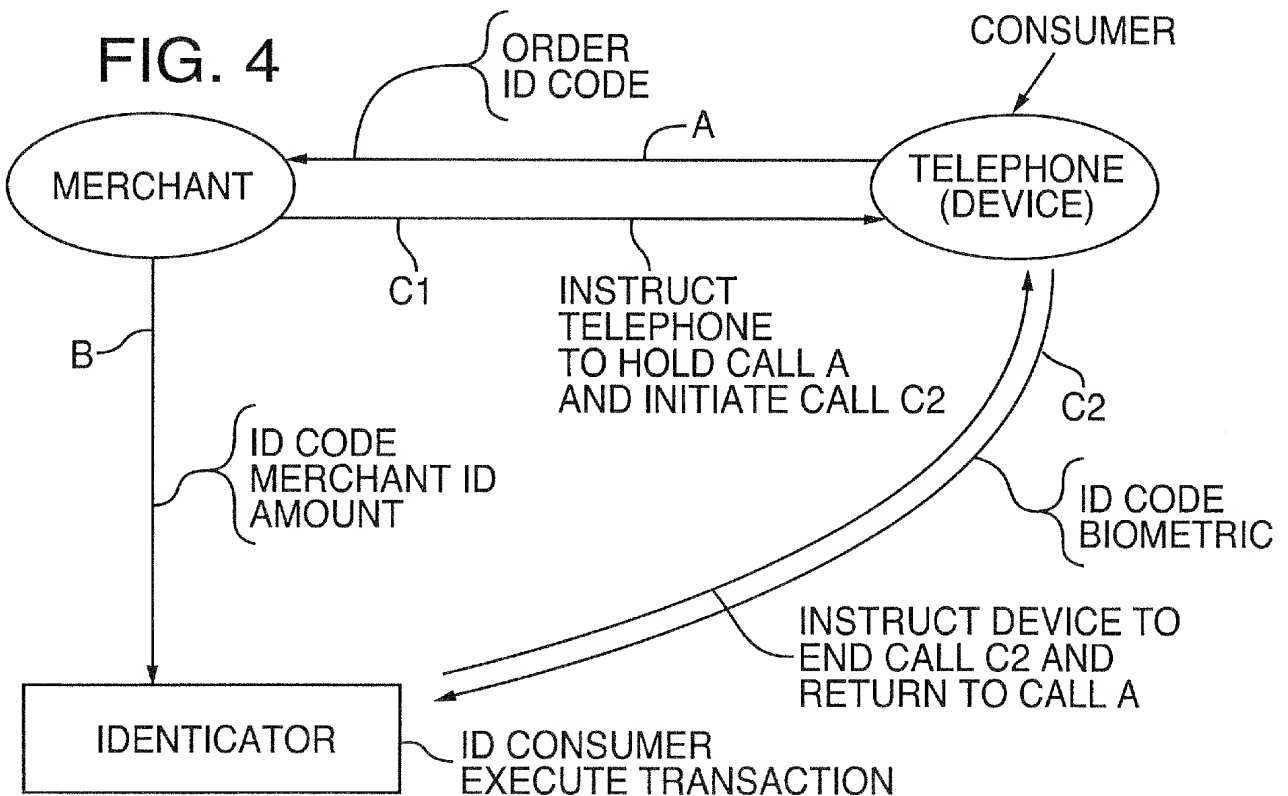 FIG. 4
ORDER
ID CODE
CONSUMER
A
MERCHANT
TELEPHONE
(DEVICE)
C1
INSTRUCT
TELEPHONE
TO HOLD CALL A
AND INITIATE CALL C2
B
C2
ID CODE
MERCHANT ID
AMOUNT
ID CODE
BIOMETRIC
INSTRUCT DEVICE TO
END CALL C2 AND
RETURN TO CALL A
IDENTICATOR
ID CONSUMER
EXECUTE TRANSACTION